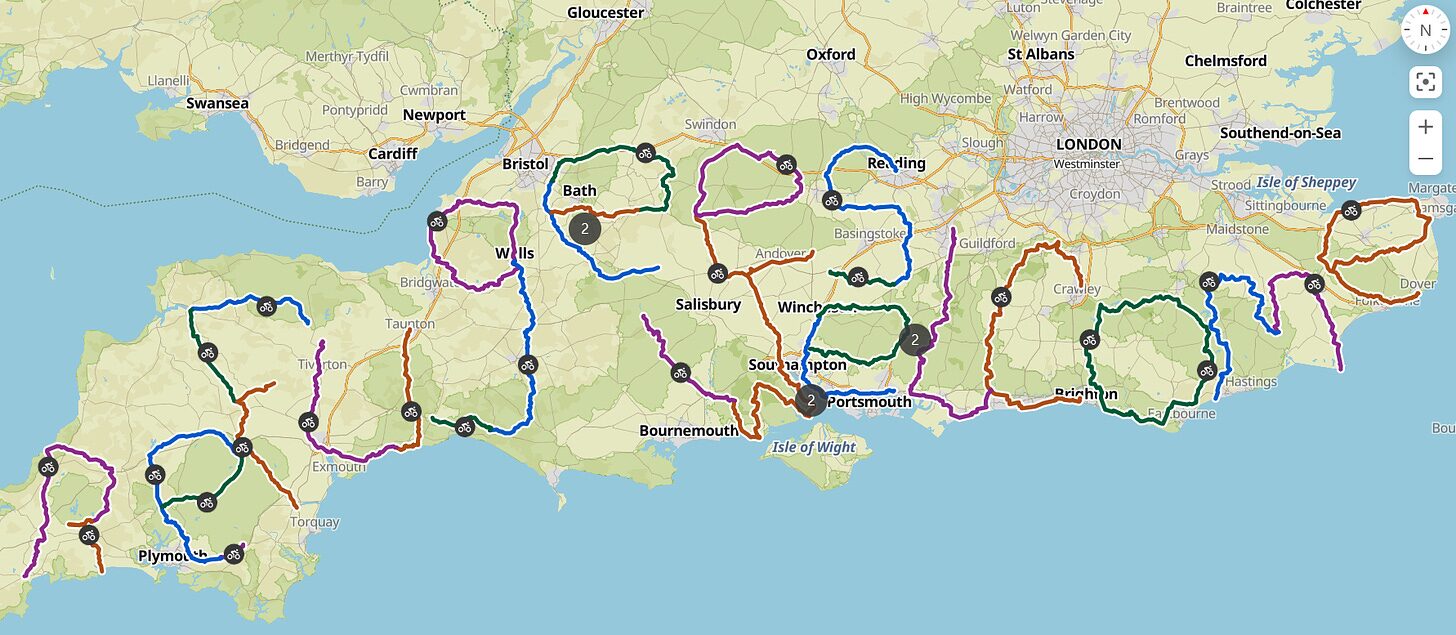 Gloucester
Luton
Stevenage
Braintree
Colchester
Merthyr Tydfil
Oxford
Welwyn Garden City
St Albans
Chelmsford
N
Llanelli
Cwmbran
High Wycombe
Watford
Swansea
Pontypridd
Newport
Swindon
Harrow
Romford
Brentwood
Southend-on-Sea
Bridgend
Cardiff
Bristol
Reading
Slough
LONDON
Westminster
Grays
Barry
Bath
Croydon
Strood
Isle of Sheppey
Sittingbourne
Margate
2
Basingstoke
Guildford
Maidstone
Wells
Andover
Crawley
Dover
Salisbury
Taunton
Tiverton
Southampton
2
Hastings
Bournemouth
2
Portsmouth
Brighton
Eastbourne
Isle of Wight
Exmouth
Torquay
Plymouth
Refugees
welcome